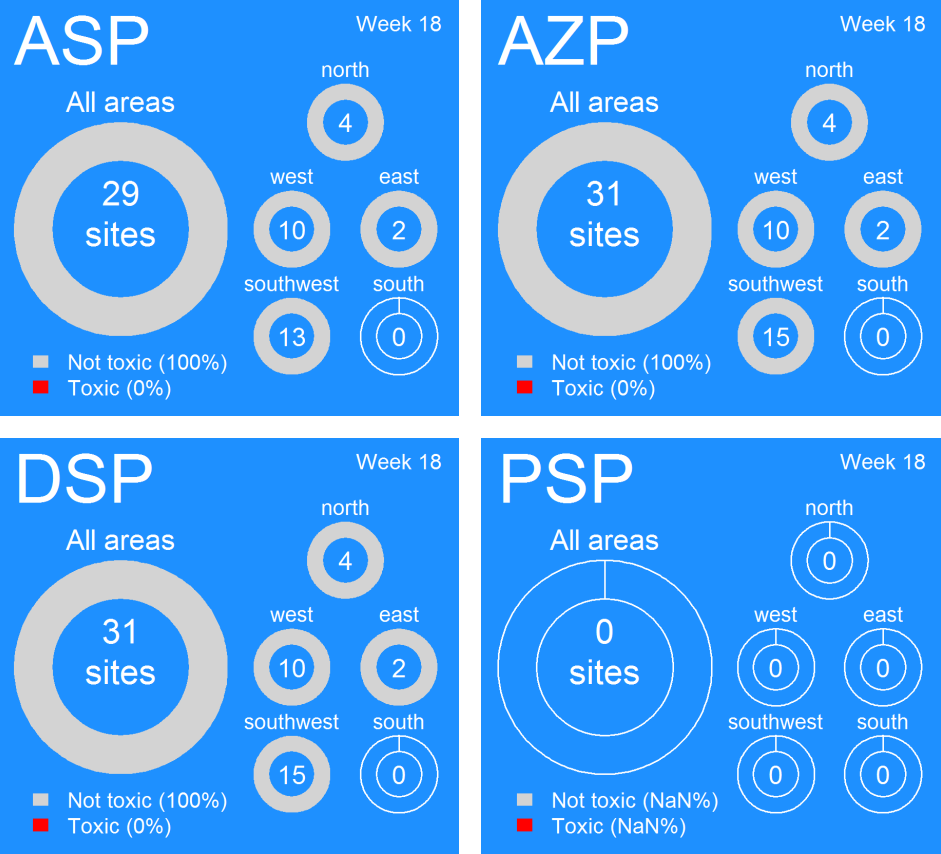 ASP
Week 18
north
All areas
4
west
east
29
sites
10
2
southwest
south
13
0
Not toxic (100%)
Toxic (0%)
AZP
Week 18
north
All areas
4
west
east
31
sites
10
2
southwest
south
15
0
Not toxic (100%)
Toxic (0%)
DSP
Week 18
north
All areas
4
west
east
31
sites
10
2
southwest
south
15
0
Not toxic (100%)
Toxic (0%)
PSP
Week 18
north
All areas
0
west
east
0
sites
0
0
southwest
south
0
0
Not toxic (NaN%)
Toxic (NaN%)